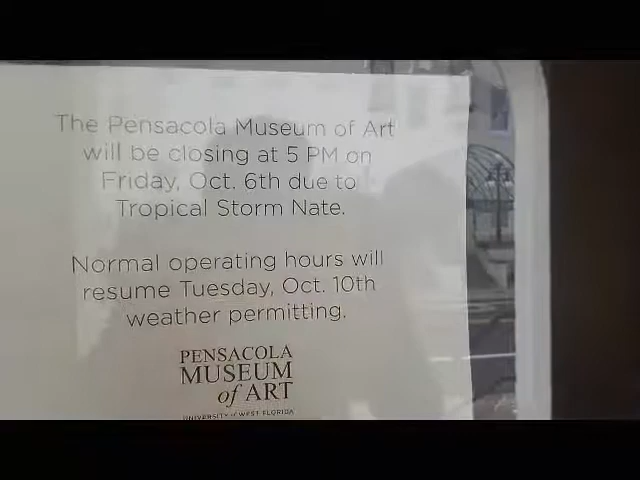 The Pensacola Museum of Art
will be closing at 5 PM on
Friday, Oct. 6th due to
Tropical Storm Nate.
Normal operating hours will
resume Tuesday, Oct. 10th
weather permitting.
PENSACOLA
MUSEUM
of ART
UNIVERSITY of WEST FLORIDA